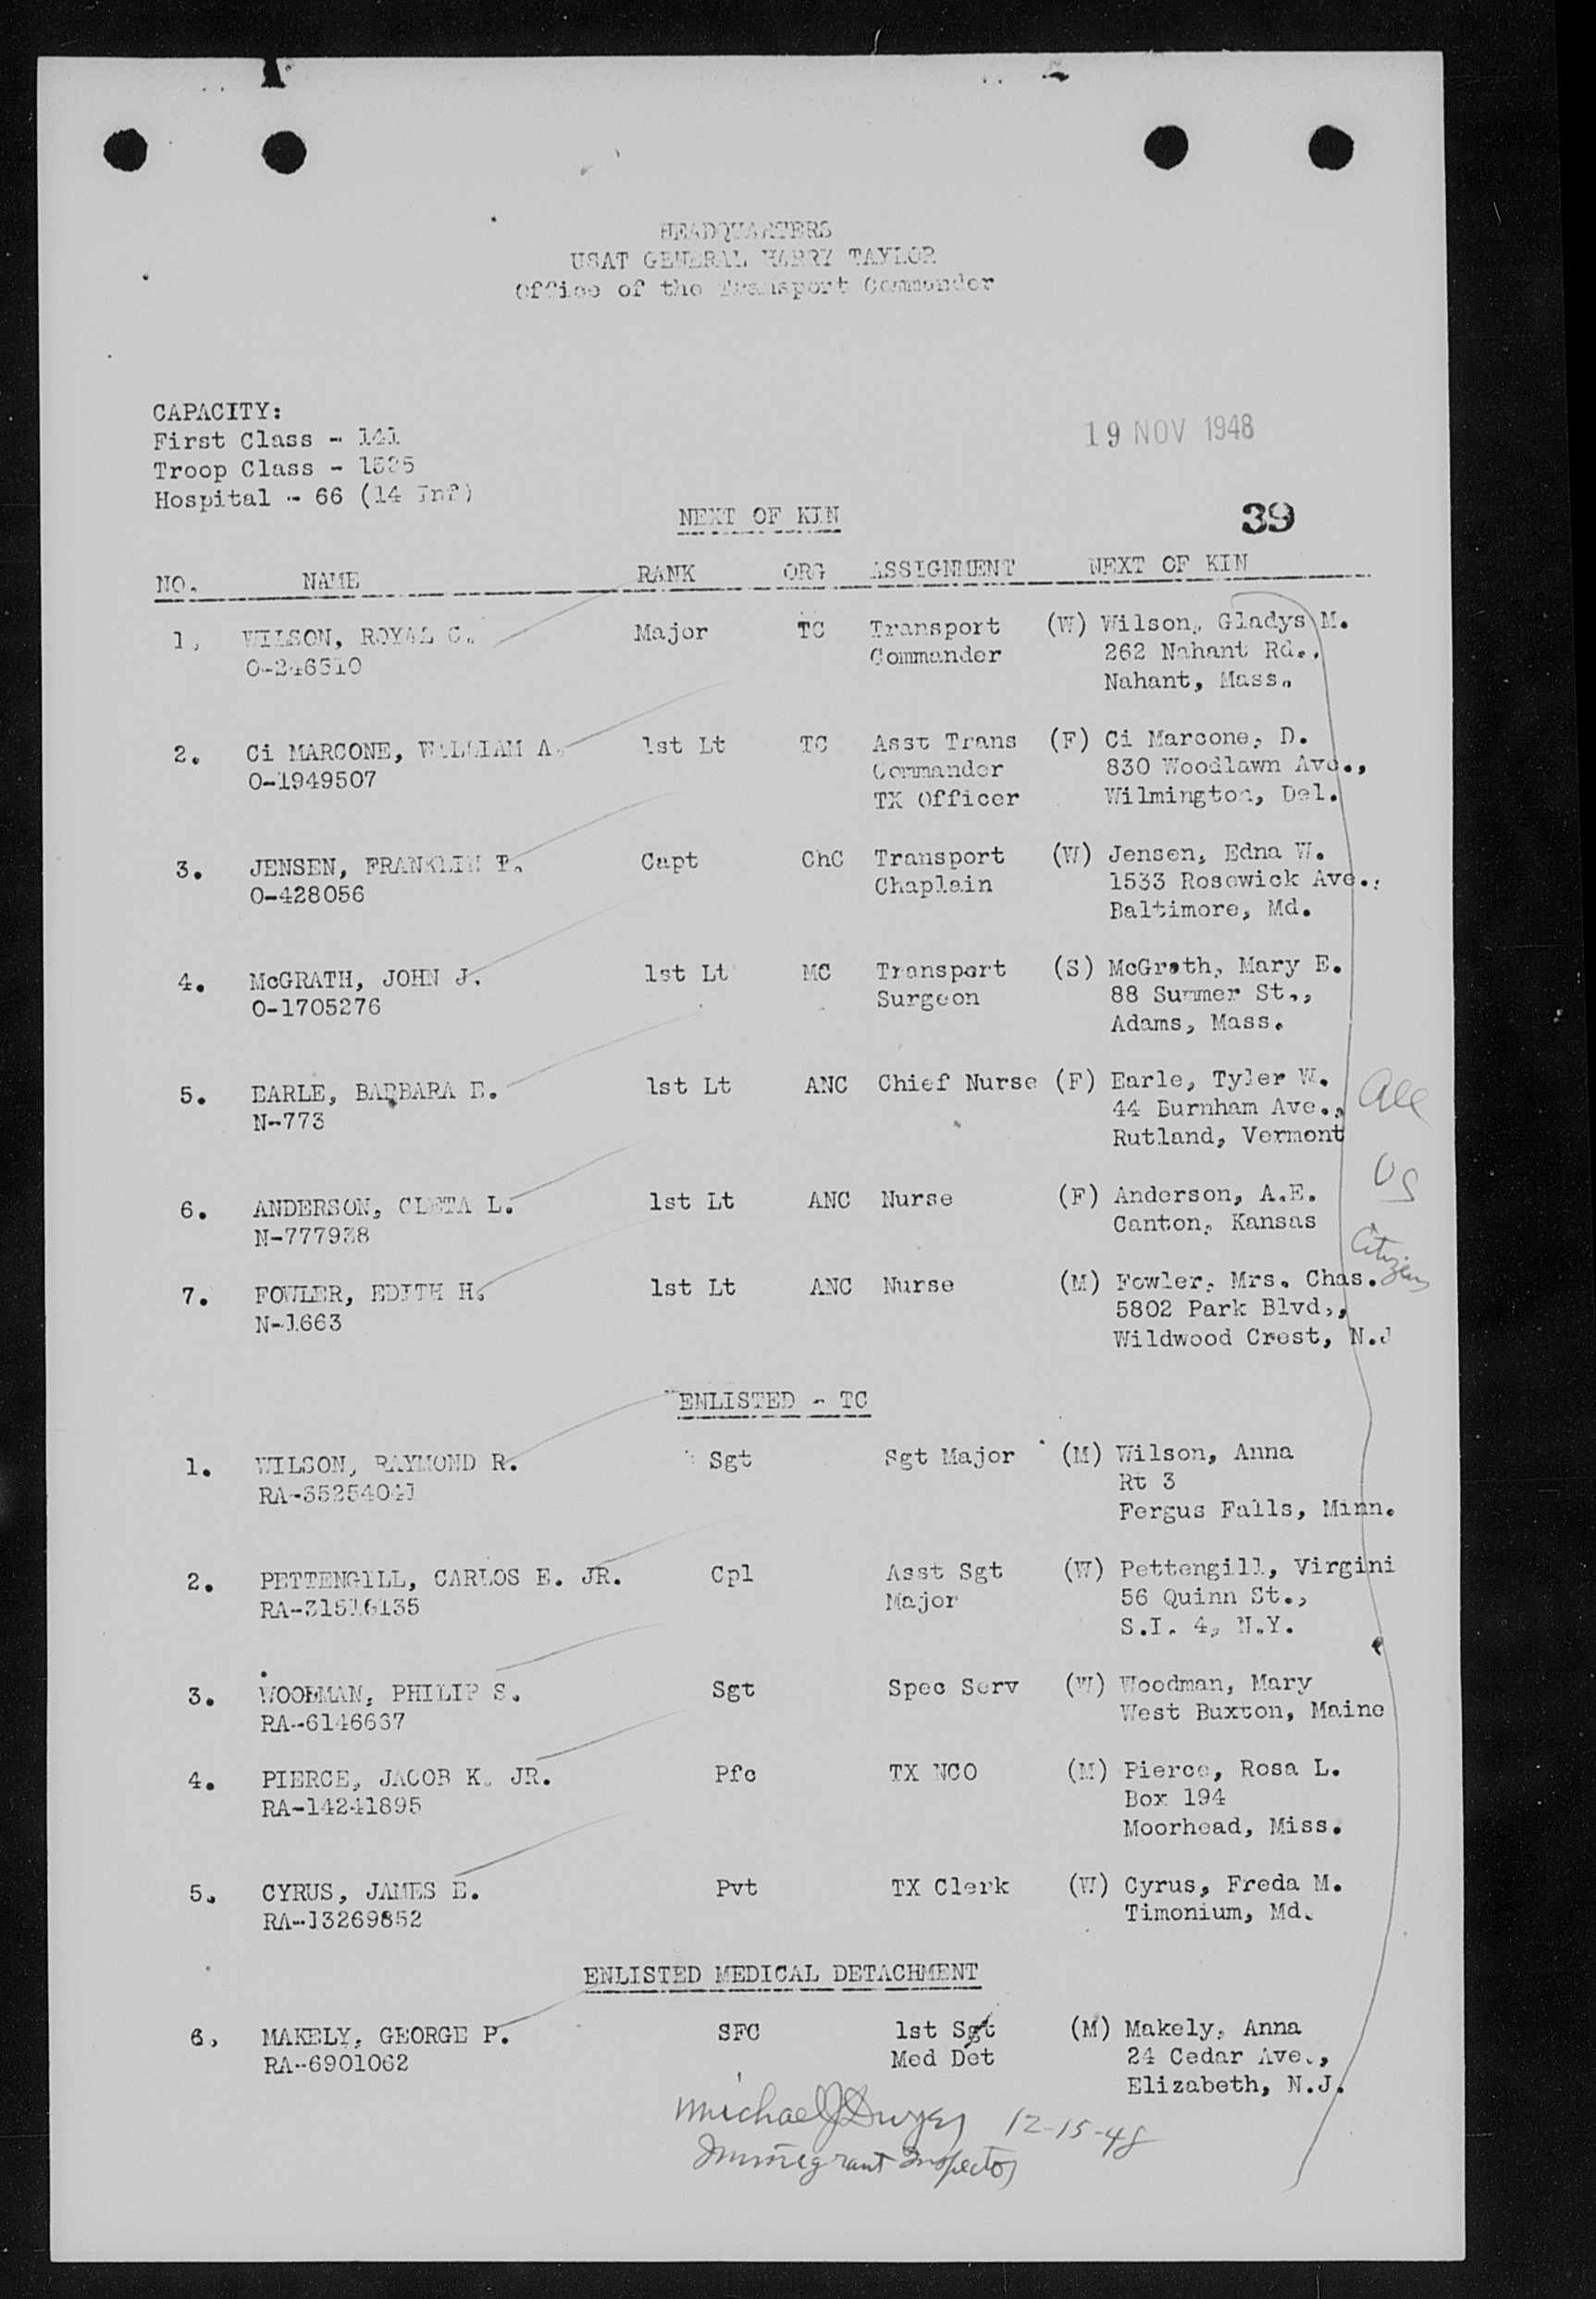 HEADQUARTERS
USAT GENERAL HARRY TAYLOR
Office of the Transport Commander
CAPACITY:
First Class - 141
Troop Class - 1525
Hospital - 66 (14 Inf)
19 NOV 1948
NEXT OF KIN
39
NO. NAME RANK ORG ASSIGNMENT NEXT OF KIN
1. WILSON, ROYAL C. Major TC Transport (W) Wilson, Gladys M.
O-246510 Commander 262 Nahant Rd.,
Nahant, Mass.
2. Ci MARCONE, WILLIAM A. 1st Lt TC Asst Trans (F) Ci Marcone, D.
O-1949507 Commander 830 Woodlawn Ave.,
TX Officer Wilmington, Del.
3. JENSEN, FRANKLIN T. Capt ChC Transport (W) Jensen, Edna W.
O-428056 Chaplain 1533 Rosewick Ave.,
Baltimore, Md.
4. McGRATH, JOHN J. 1st Lt MC Transport (S) McGrath, Mary E.
O-1705276 Surgeon 88 Summer St.,
Adams, Mass.
5. EARLE, BARBARA E. 1st Lt ANC Chief Nurse (F) Earle, Tyler W.
N-773 44 Burnham Ave.,
Rutland, Vermont
All
US
Citizens
6. ANDERSON, CLETA L. 1st Lt ANC Nurse (F) Anderson, A.E.
N-777938 Canton, Kansas
7. FOWLER, EDITH H. 1st Lt ANC Nurse (M) Fowler, Mrs. Chas.
N-1663 5802 Park Blvd.,
Wildwood Crest, N.J
ENLISTED - TC
1. WILSON, RAYMOND R. Sgt Sgt Major (M) Wilson, Anna
RA-35254041 Rt 3
Fergus Falls, Minn.
2. PETTENGILL, CARLOS E. JR. Cpl Asst Sgt (W) Pettengill, Virgini
RA-31516135 Major 56 Quinn St.,
S.I. 4, N.Y.
3. WOODMAN, PHILIP S. Sgt Spec Serv (W) Woodman, Mary
RA-6146637 West Buxton, Maine
4. PIERCE, JACOB K. JR. Pfc TX NCO (M) Pierce, Rosa L.
RA-14241895 Box 194
Moorhead, Miss.
5. CYRUS, JAMES E. Pvt TX Clerk (W) Cyrus, Freda M.
RA-13269852 Timonium, Md.
ENLISTED MEDICAL DETACHMENT
6. MAKELY, GEORGE P. SFC 1st Sgt (M) Makely, Anna
RA-6901062 Med Det 24 Cedar Ave.,
Elizabeth, N.J.
Michael J Dwyer 12-15-48
Immigrant Inspector